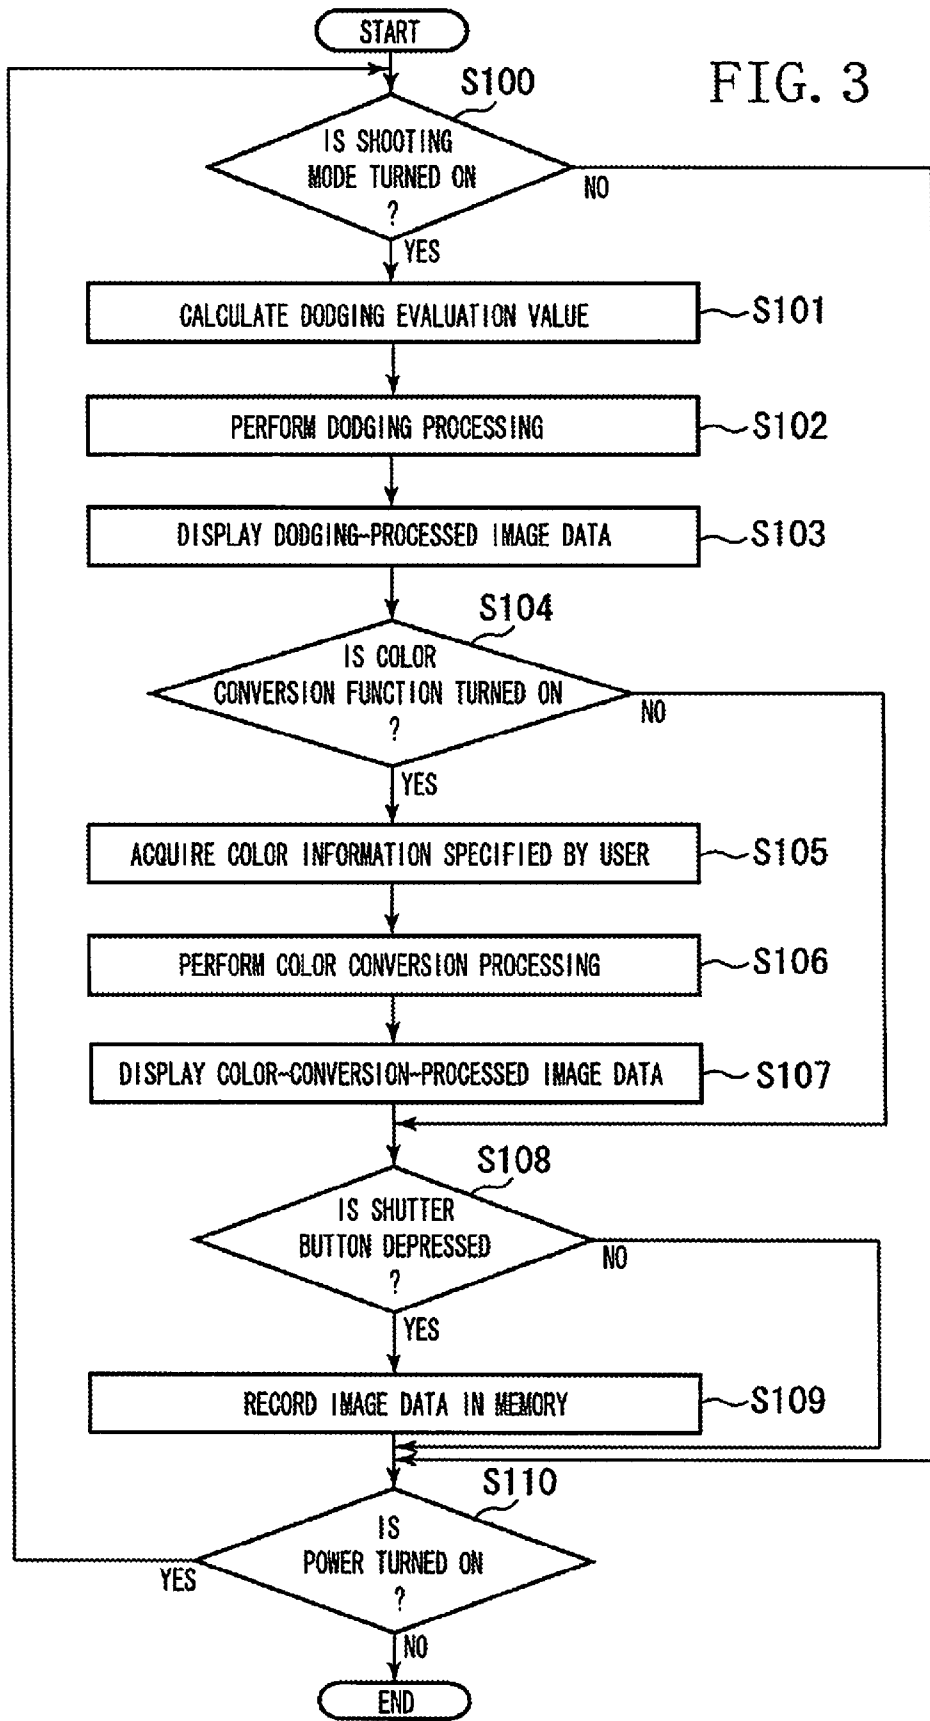 START
FIG. 3
S100
IS SHOOTING
MODE TURNED ON
?
NO
YES
CALCULATE DODGING EVALUATION VALUE
S101
PERFORM DODGING PROCESSING
S102
DISPLAY DODGING-PROCESSED IMAGE DATA
S103
S104
IS COLOR
CONVERSION FUNCTION TURNED ON
?
NO
YES
ACQUIRE COLOR INFORMATION SPECIFIED BY USER
S105
PERFORM COLOR CONVERSION PROCESSING
S106
DISPLAY COLOR-CONVERSION-PROCESSED IMAGE DATA
S107
S108
IS SHUTTER
BUTTON DEPRESSED
?
NO
YES
RECORD IMAGE DATA IN MEMORY
S109
S110
IS
POWER TURNED ON
?
YES
NO
END